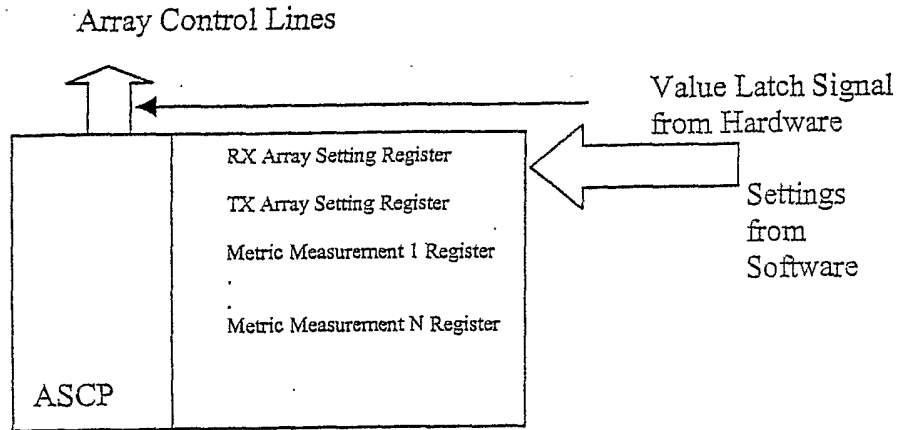 Array Control Lines
Value Latch Signal
from Hardware
RX Array Setting Register
TX Array Setting Register
Metric Measurement 1 Register
.
.
Metric Measurement N Register
Settings
from
Software
ASCP